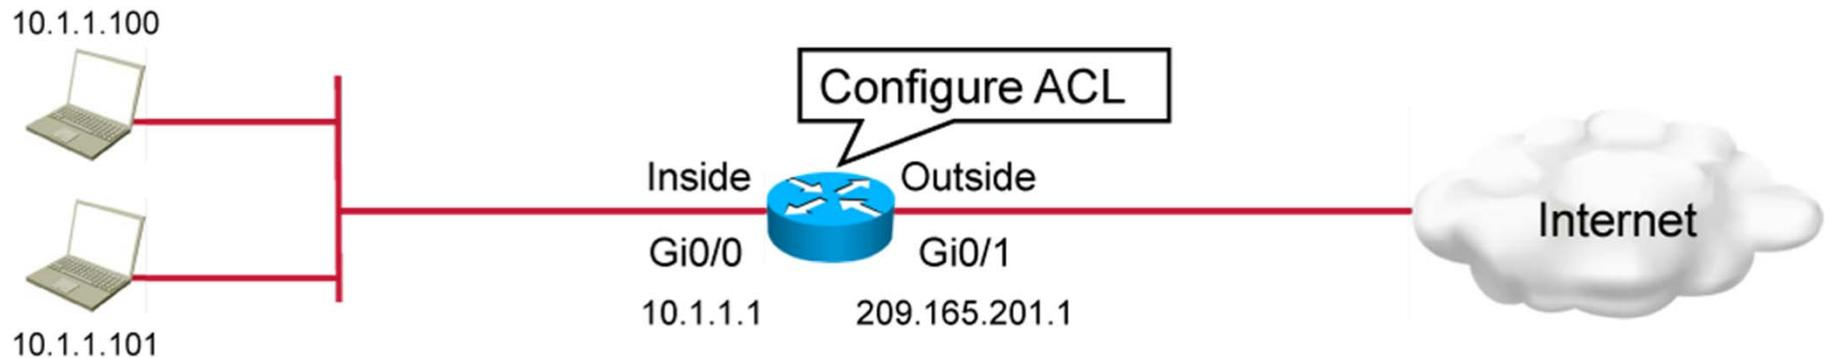 10.1.1.100
Configure ACL
Inside
Outside
Internet
Gi0/0
Gi0/1
10.1.1.1
209.165.201.1
10.1.1.101